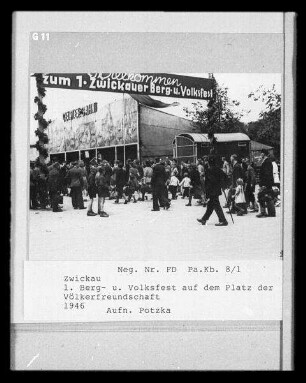 G 11
Willkommen
zum 1. Zwickauer Berg- u. Volksfest
Neg. Nr. FD Pa.Kb. 8/1
Zwickau
1. Berg- u. Volksfest auf dem Platz der
Völkerfreundschaft
1946
Aufn. Potzka